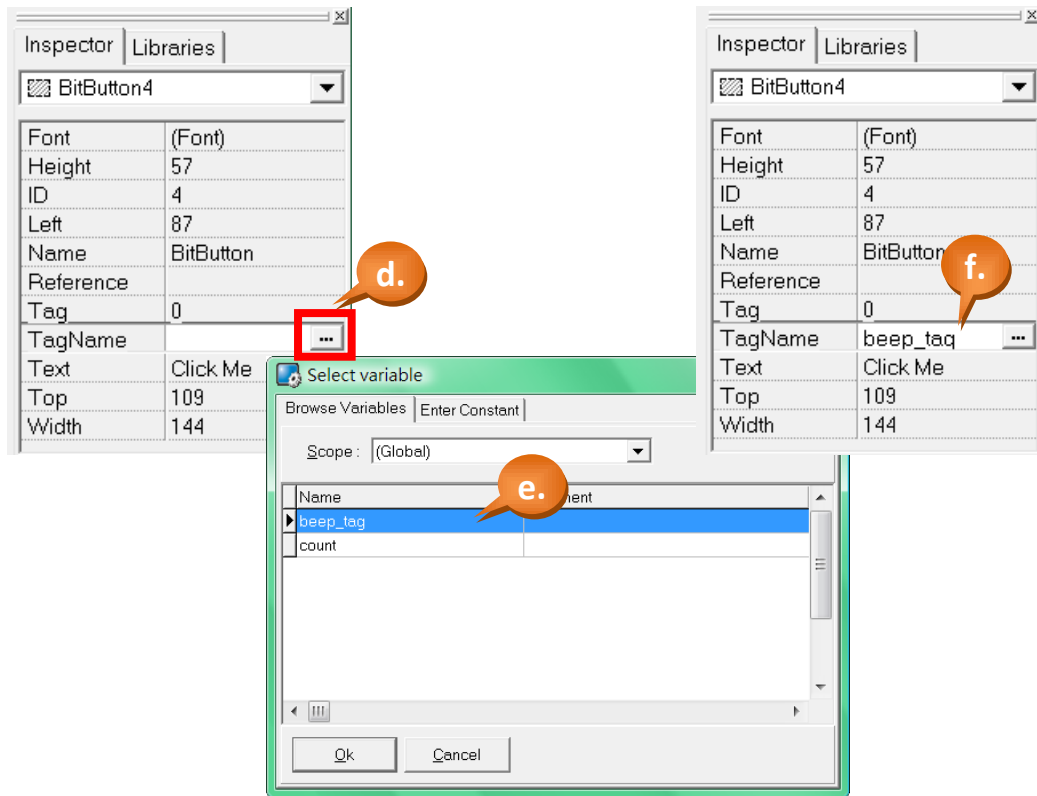 Inspector Libraries
BitButton4
Font (Font)
Height 57
ID 4
Left 87
Name BitButton
Reference
Tag 0
TagName ...
Text Click Me
Top 109
Width 144
d.
Select variable
Browse Variables Enter Constant
Scope : (Global)
Name
e.
beep_tag
count
Ok Cancel
Inspector Libraries
BitButton4
Font (Font)
Height 57
ID 4
Left 87
Name BitButton
Reference
Tag 0
TagName beep_tag ...
Text Click Me
Top 109
Width 144
f.